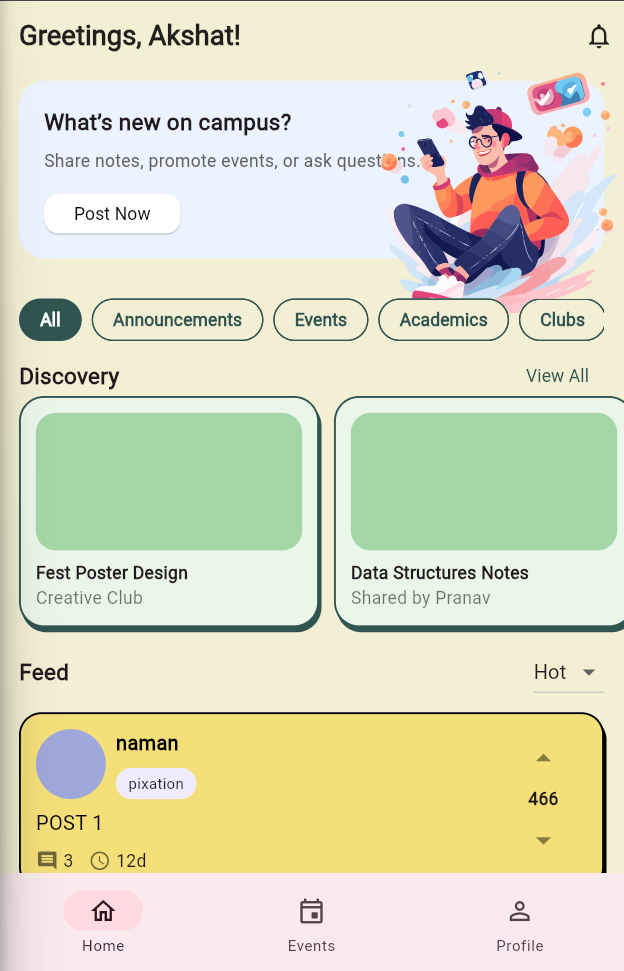 Greetings, Akshat!
What's new on campus?
Share notes, promote events, or ask questions.
Post Now
All Announcements Events Academics Clubs
Discovery View All
Fest Poster Design Data Structures Notes
Creative Club Shared by Pranav
Feed Hot
naman
pixation
466
POST 1
3 12d
Home Events Profile